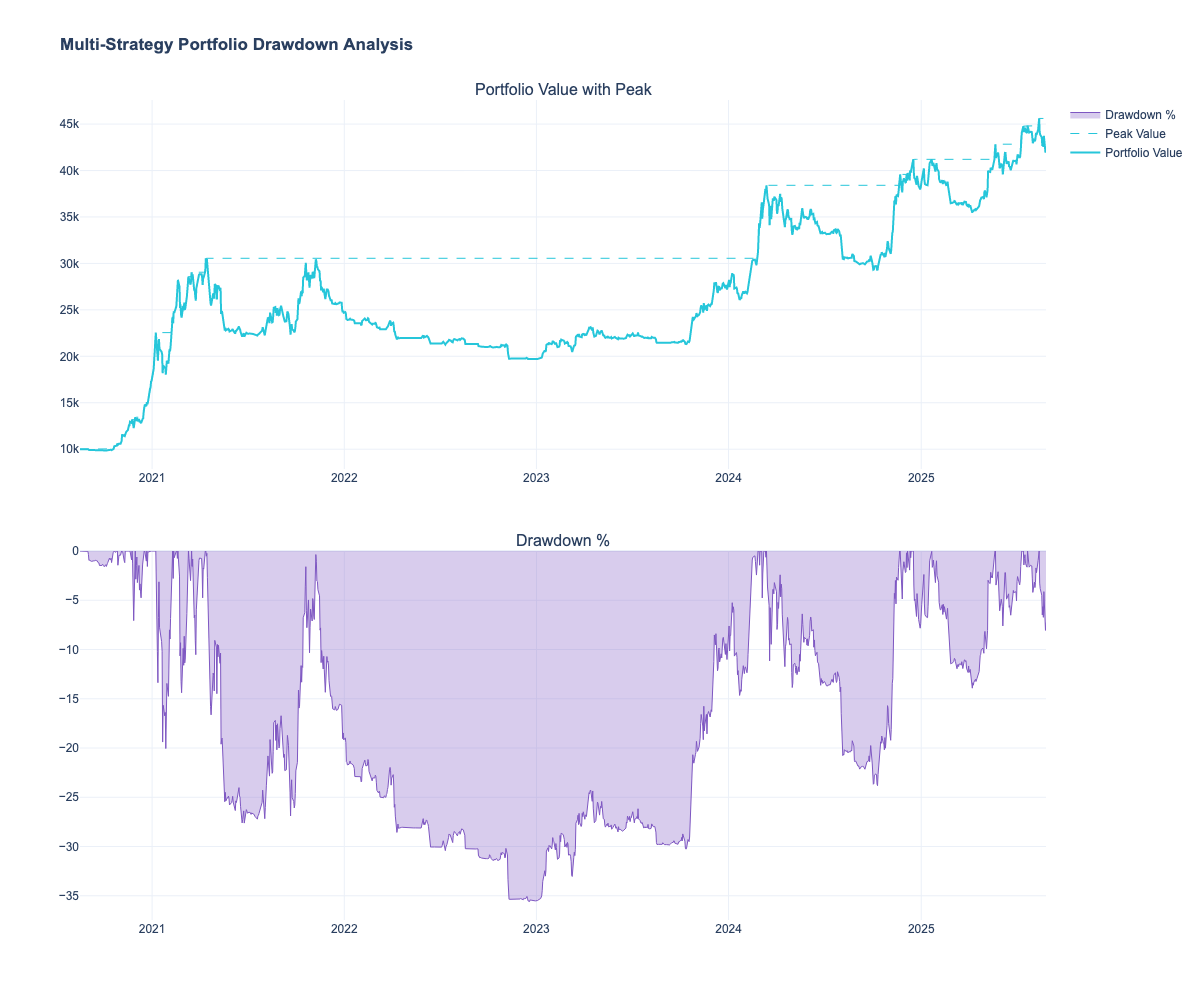 Multi-Strategy Portfolio Drawdown Analysis
Portfolio Value with Peak
45k
40k
35k
30k
25k
20k
15k
10k
2021 2022 2023 2024 2025
Drawdown %
Peak Value
Portfolio Value
Drawdown %
0
−5
−10
−15
−20
−25
−30
−35
2021 2022 2023 2024 2025